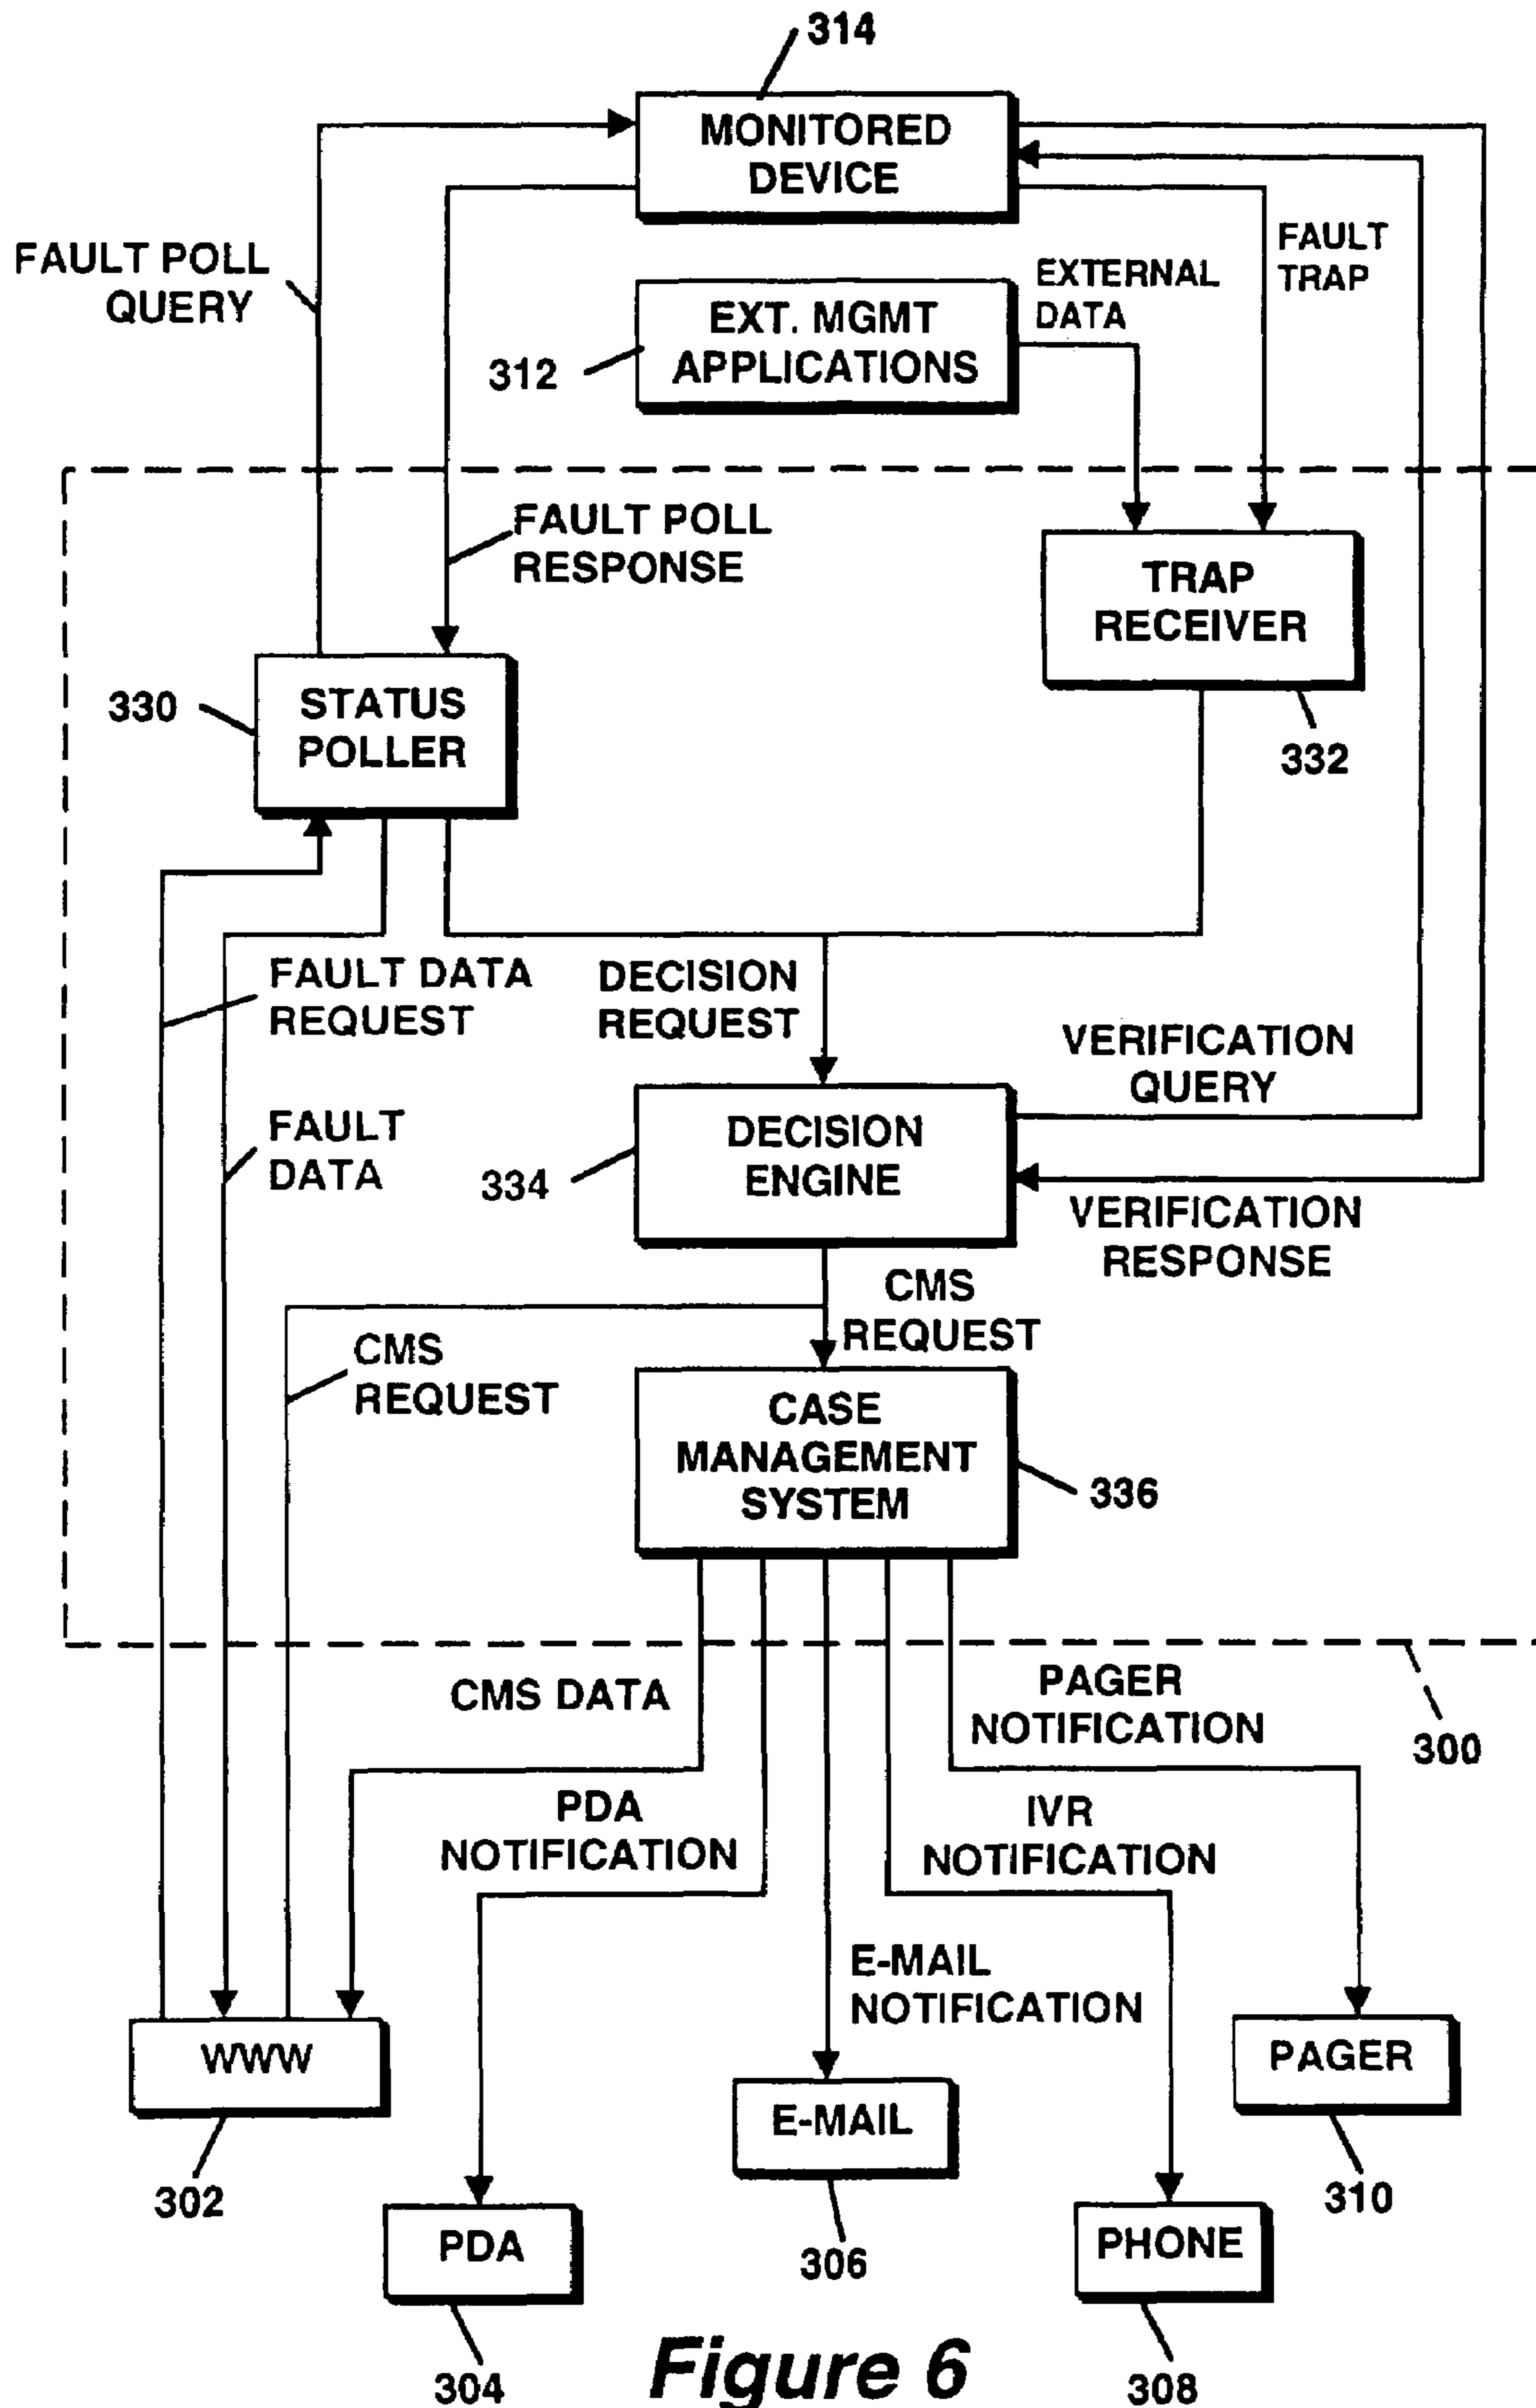 314
MONITORED
DEVICE
FAULT POLL
QUERY
FAULT
TRAP
EXTERNAL
DATA
EXT. MGMT
APPLICATIONS
312
FAULT POLL
RESPONSE
TRAP
RECEIVER
332
330
STATUS
POLLER
FAULT DATA
REQUEST
DECISION
REQUEST
VERIFICATION
QUERY
FAULT
DATA
DECISION
ENGINE
334
VERIFICATION
RESPONSE
CMS
REQUEST
CMS
REQUEST
CASE
MANAGEMENT
SYSTEM
336
CMS DATA
PAGER
NOTIFICATION
300
PDA
NOTIFICATION
IVR
NOTIFICATION
E-MAIL
NOTIFICATION
WWW
302
PAGER
310
E-MAIL
306
PDA
304
PHONE
308
Figure 6